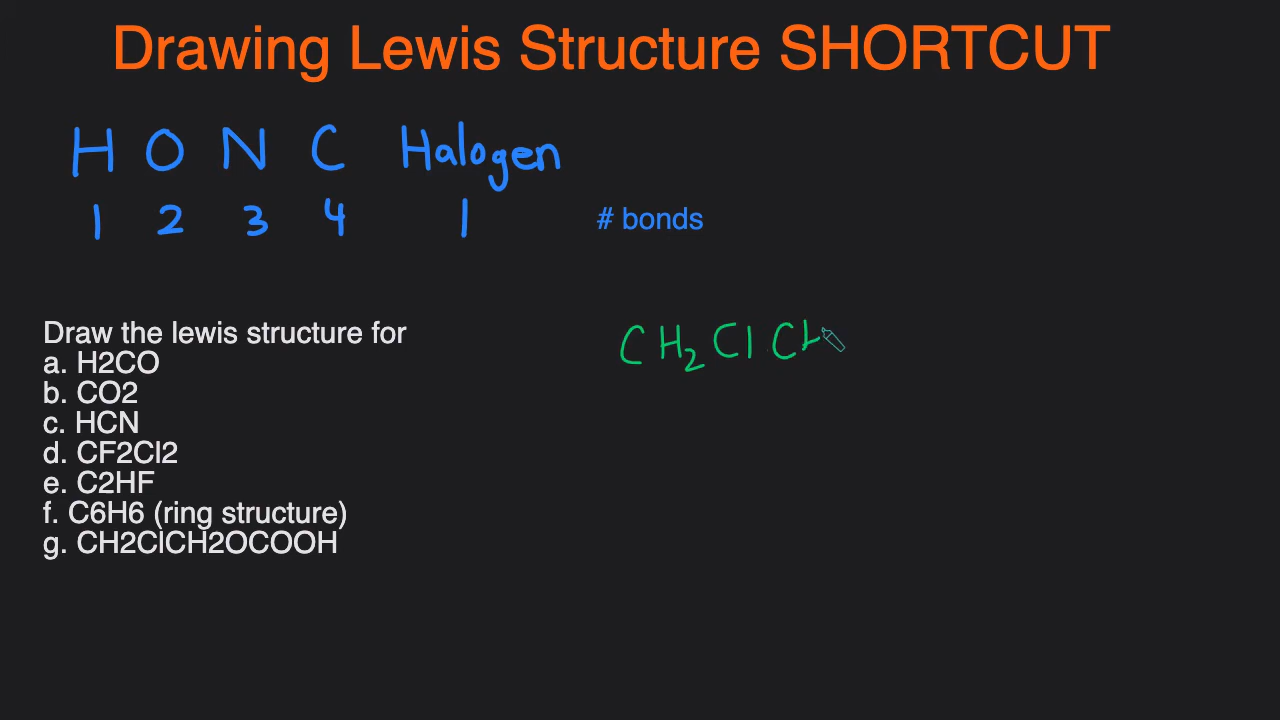 Drawing Lewis Structure SHORTCUT
H O N C Halogen
1 2 3 4 1 # bonds
Draw the lewis structure for
a. H2CO
b. CO2
c. HCN
d. CF2Cl2
e. C2HF
f. C6H6 (ring structure)
g. CH2ClCH2OCOOH
CH₂ClC